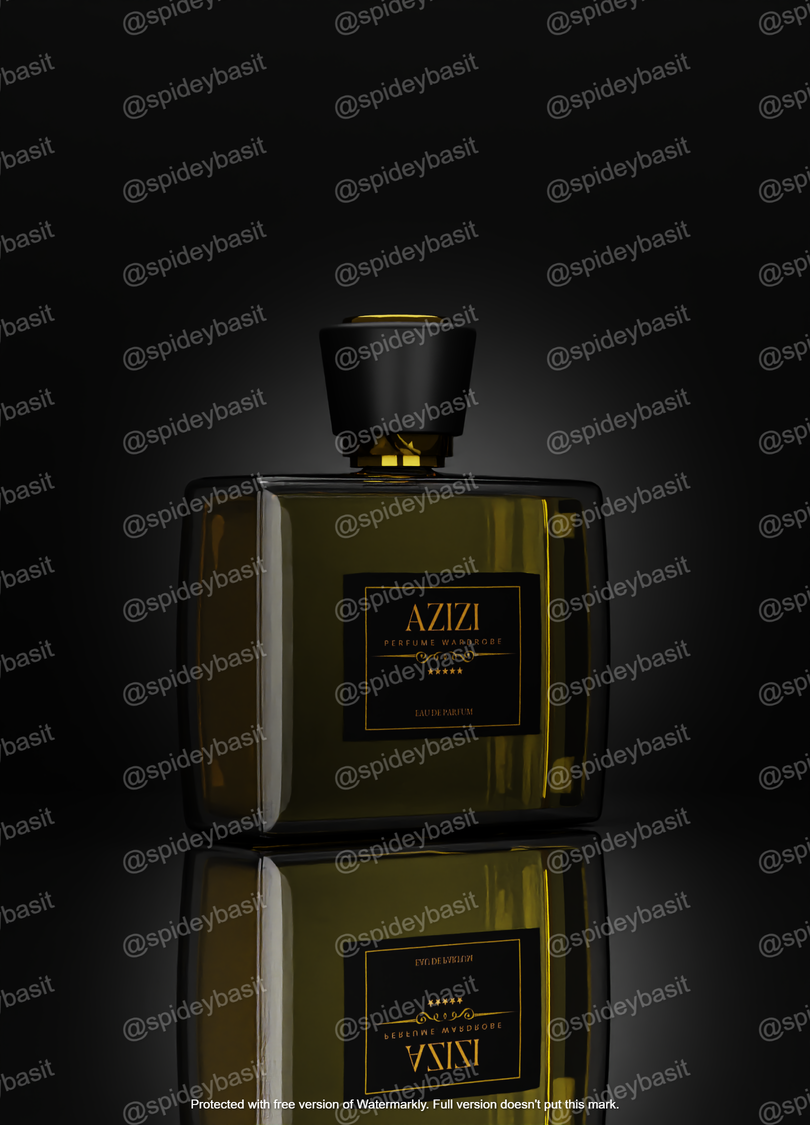 @spideybasit
AZIZI
PERFUME WARDROBE
★★★★★
EAU DE PARFUM
EAU DE PARFUM
★★★★★
PERFUME WARDROBE
AZIZI
Protected with free version of Watermarkly. Full version doesn't put this mark.